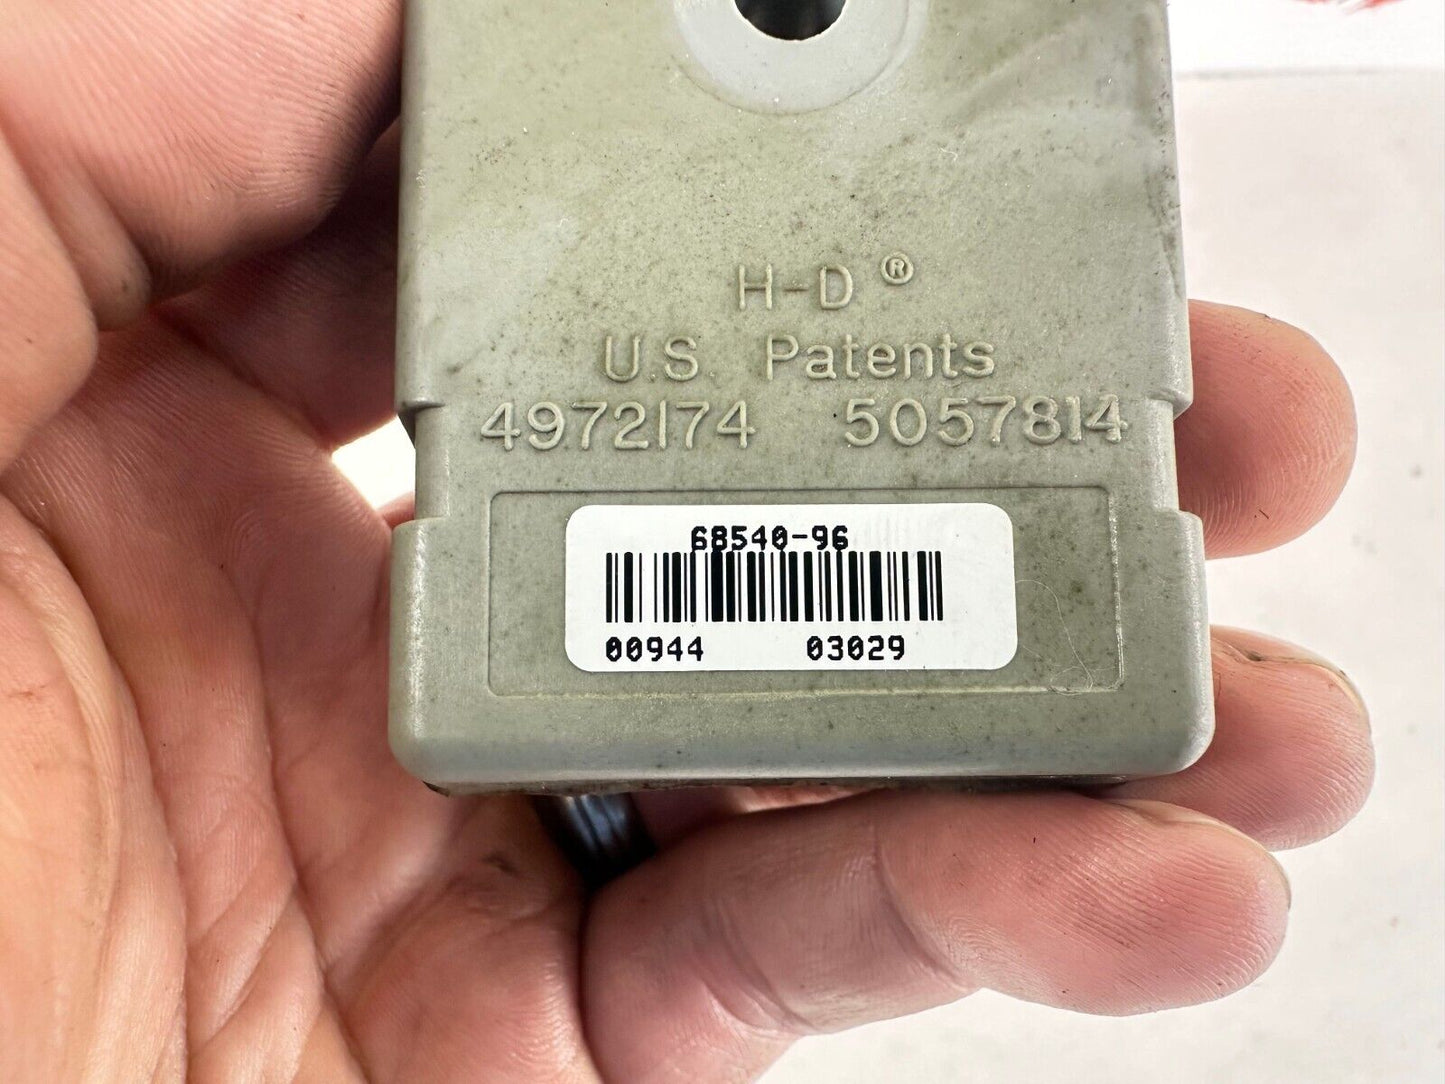 H-D ®
U.S. Patents
4972174 5057814
68540-96
00944 03029